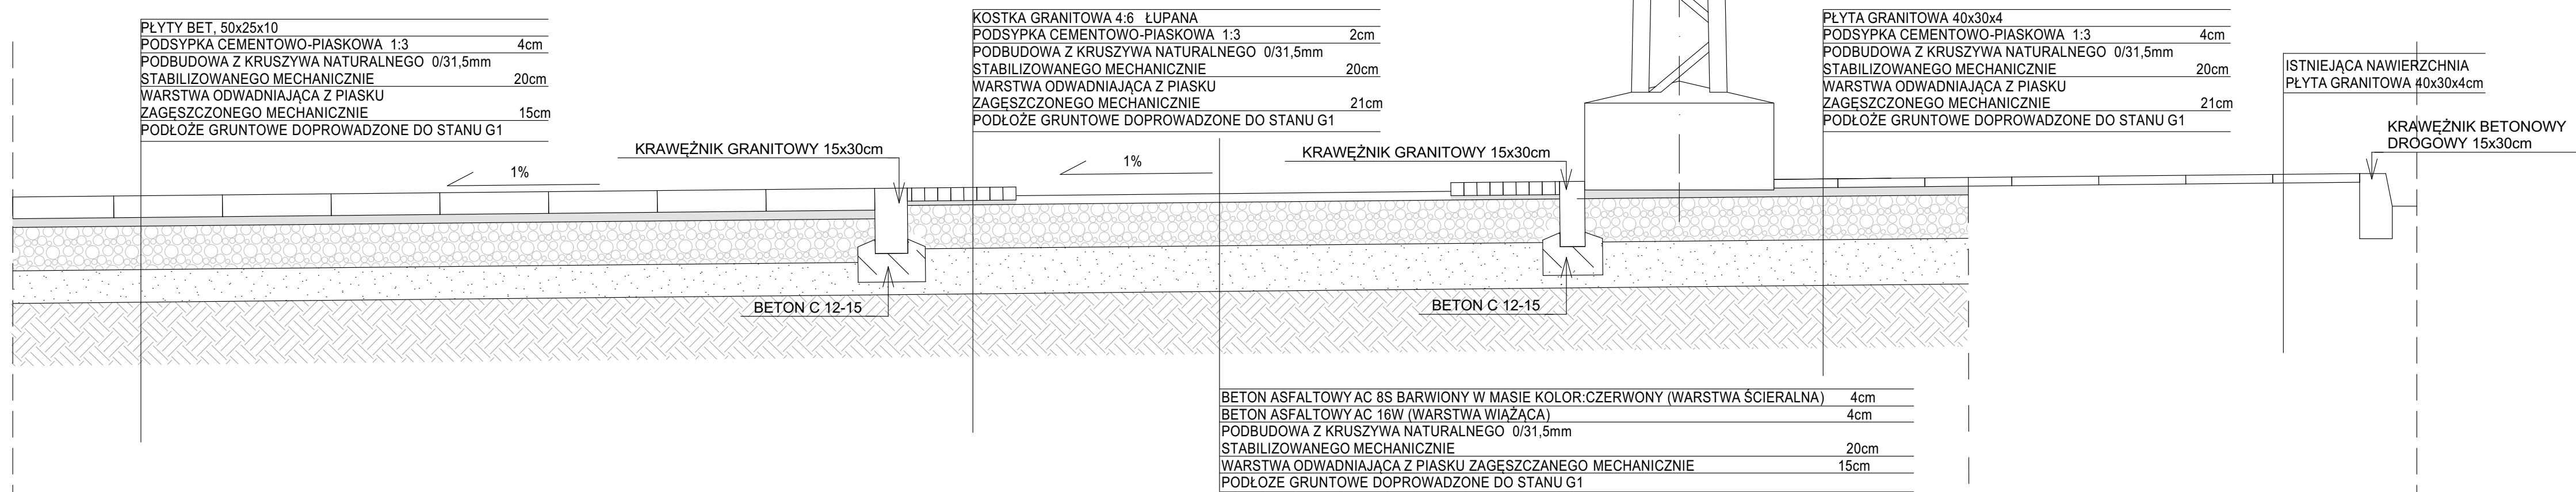 PŁYTY BET, 50x25x10
PODSYPKA CEMENTOWO-PIASKOWA 1:3 4cm
PODBUDOWA Z KRUSZYWA NATURALNEGO 0/31,5mm
STABILIZOWANEGO MECHANICZNIE 20cm
WARSTWA ODWADNIAJĄCA Z PIASKU
ZAGĘSZCZONEGO MECHANICZNIE 15cm
PODŁOŻE GRUNTOWE DOPROWADZONE DO STANU G1
KOSTKA GRANITOWA 4:6 ŁUPANA
PODSYPKA CEMENTOWO-PIASKOWA 1:3 2cm
PODBUDOWA Z KRUSZYWA NATURALNEGO 0/31,5mm
STABILIZOWANEGO MECHANICZNIE 20cm
WARSTWA ODWADNIAJĄCA Z PIASKU
ZAGĘSZCZONEGO MECHANICZNIE 21cm
PODŁOŻE GRUNTOWE DOPROWADZONE DO STANU G1
PŁYTA GRANITOWA 40x30x4
PODSYPKA CEMENTOWO-PIASKOWA 1:3 4cm
PODBUDOWA Z KRUSZYWA NATURALNEGO 0/31,5mm
STABILIZOWANEGO MECHANICZNIE 20cm
WARSTWA ODWADNIAJĄCA Z PIASKU
ZAGĘSZCZONEGO MECHANICZNIE 21cm
PODŁOŻE GRUNTOWE DOPROWADZONE DO STANU G1
ISTNIEJĄCA NAWIERZCHNIA
PŁYTA GRANITOWA 40x30x4cm
KRAWĘŻNIK BETONOWY
DROGOWY 15x30cm
KRAWĘŻNIK GRANITOWY 15x30cm
KRAWĘŻNIK GRANITOWY 15x30cm
1%
1%
BETON C 12-15
BETON C 12-15
BETON ASFALTOWY AC 8S BARWIONY W MASIE KOLOR:CZERWONY (WARSTWA ŚCIERALNA) 4cm
BETON ASFALTOWY AC 16W (WARSTWA WIĄŻĄCA) 4cm
PODBUDOWA Z KRUSZYWA NATURALNEGO 0/31,5mm
STABILIZOWANEGO MECHANICZNIE 20cm
WARSTWA ODWADNIAJĄCA Z PIASKU ZAGĘSZCZANEGO MECHANICZNIE 15cm
PODŁOZE GRUNTOWE DOPROWADZONE DO STANU G1